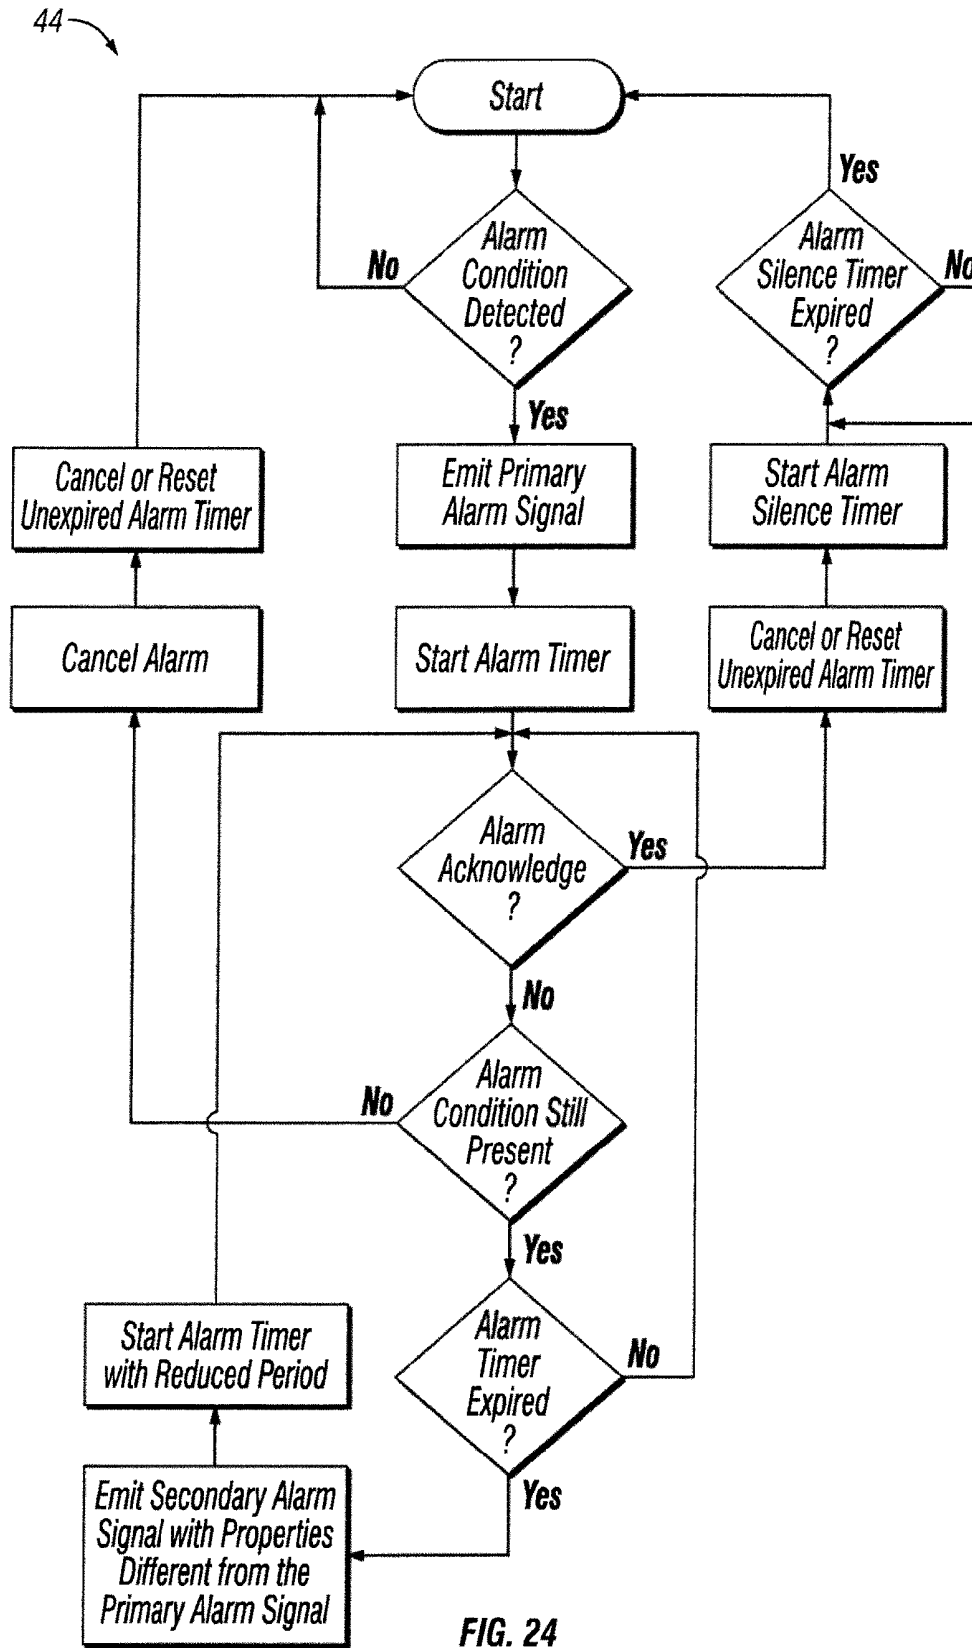 44
Start
Alarm
Condition
Detected
?
No
Yes
Alarm
Silence Timer
Expired
?
Yes
No
Cancel or Reset
Unexpired Alarm Timer
Emit Primary
Alarm Signal
Start Alarm
Silence Timer
Cancel Alarm
Start Alarm Timer
Cancel or Reset
Unexpired Alarm Timer
Alarm
Acknowledge
?
Yes
No
Alarm
Condition Still
Present
?
No
Yes
Alarm
Timer
Expired
?
No
Yes
Start Alarm Timer
with Reduced Period
Emit Secondary Alarm
Signal with Properties
Different from the
Primary Alarm Signal
FIG. 24